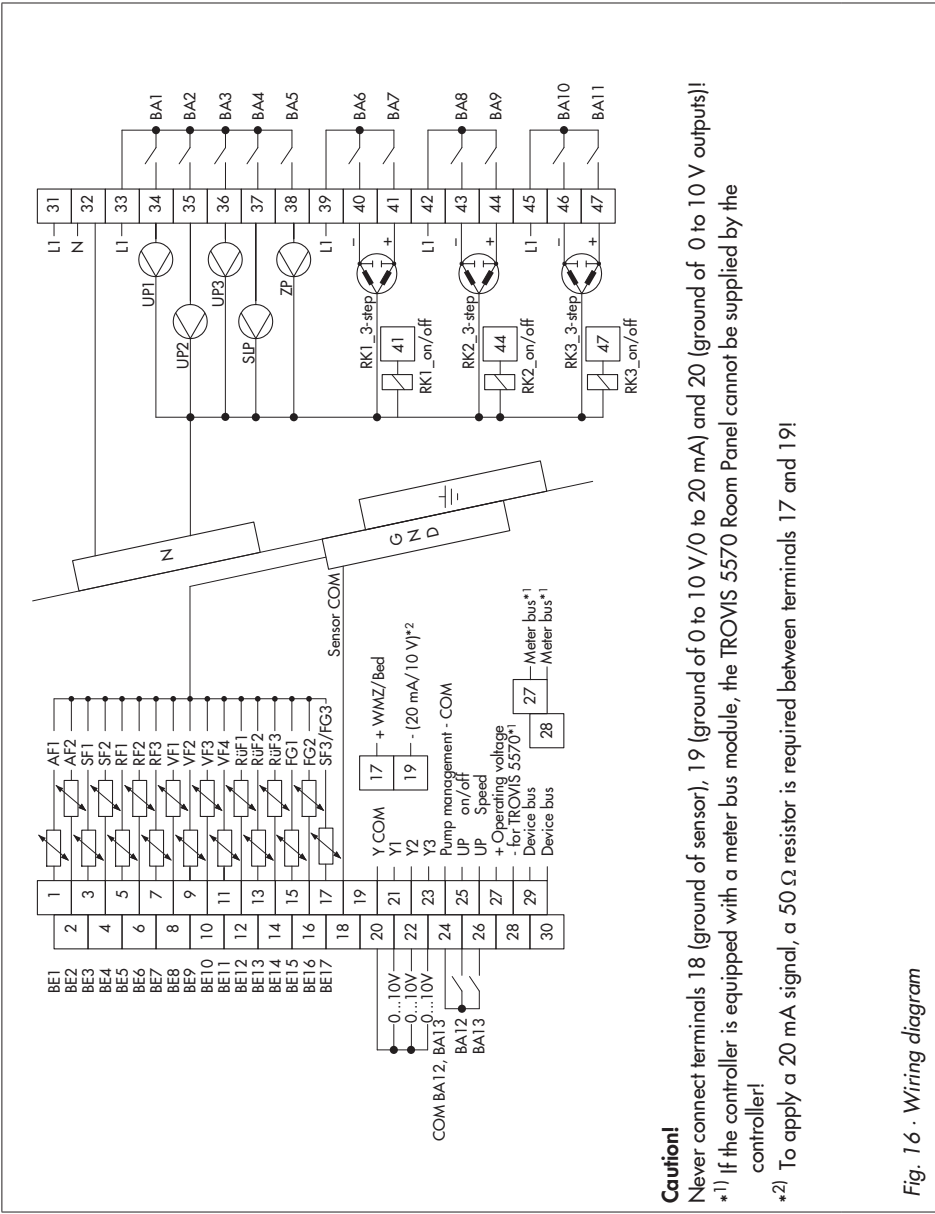 BE1
BE2
BE3
BE4
BE5
BE6
BE7
BE8
BE9
BE10
BE11
BE12
BE13
BE14
BE15
BE16
BE17
0...10V
0...10V
0...10V
COM BA12, BA13
BA12
BA13
1
2
3
4
5
6
7
8
9
10
11
12
13
14
15
16
17
18
19
20
21
22
23
24
25
26
27
28
29
30
AF1
AF2
SF1
SF2
RF1
RF2
RF3
VF1
VF2
VF3
VF4
RüF1
RüF2
RüF3
FG1
FG2
SF3/FG3
Sensor COM
Y COM
Y1
Y2
Y3
Pump management - COM
UP on/off
UP Speed
+ Operating voltage
- for TROVIS 5570*1
Device bus
Device bus
17 + WMZ/Bed
19 - (20 mA/10 V)*2
27 Meter bus*1
28 Meter bus*1
N
GND
L1
N
L1
UP1
UP2
UP3
SLP
ZP
L1
RK1_3-step
– +
41
RK1_on/off
L1
RK2_3-step
– +
44
RK2_on/off
L1
RK3_3-step
– +
47
RK3_on/off
31
32
33
34
35
36
37
38
39
40
41
42
43
44
45
46
47
BA1
BA2
BA3
BA4
BA5
BA6
BA7
BA8
BA9
BA10
BA11
Caution!
Never connect terminals 18 (ground of sensor), 19 (ground of 0 to 10 V/0 to 20 mA) and 20 (ground of 0 to 10 V outputs)!
*1) If the controller is equipped with a meter bus module, the TROVIS 5570 Room Panel cannot be supplied by the
controller!
*2) To apply a 20 mA signal, a 50 Ω resistor is required between terminals 17 and 19!
Fig. 16 · Wiring diagram